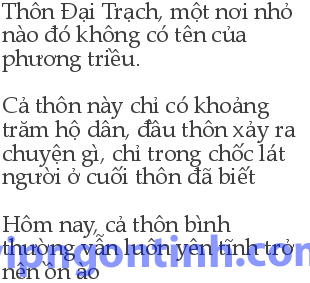 Thôn Đại Trạch, một nơi nhỏ
nào đó không có tên của
phương triều.
Cả thôn này chỉ có khoảng
trăm hộ dân, đầu thôn xảy ra
chuyện gì, chỉ trong chốc lát
người ở cuối thôn đã biết
Hôm nay, cả thôn bình
thường vẫn luôn yên tĩnh trở
nên ồn ào
vipngontinh.com